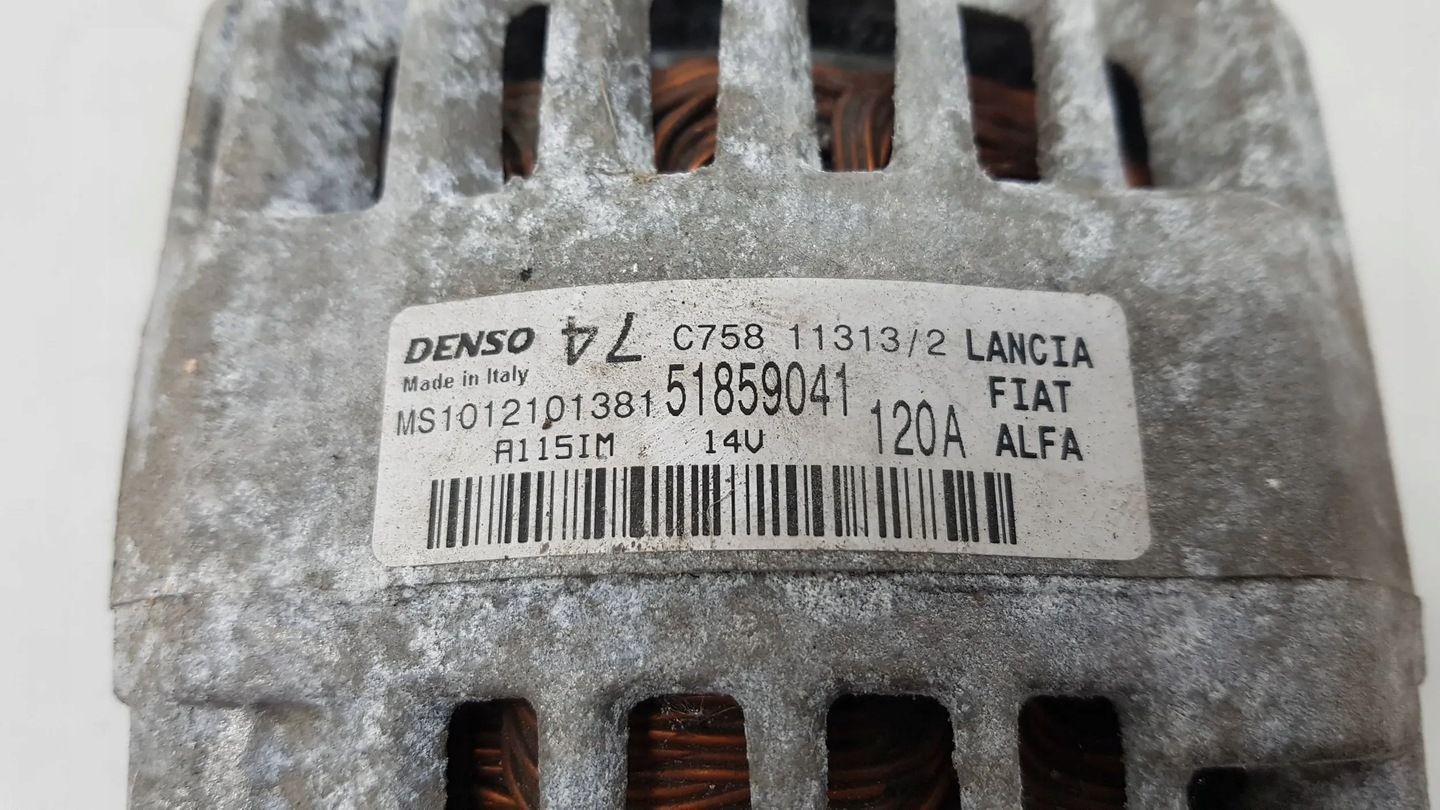 DENSO 74 C758 11313/2 LANCIA
Made in Italy
MS1012101381 51859041 FIAT
A115IM 14V 120A ALFA